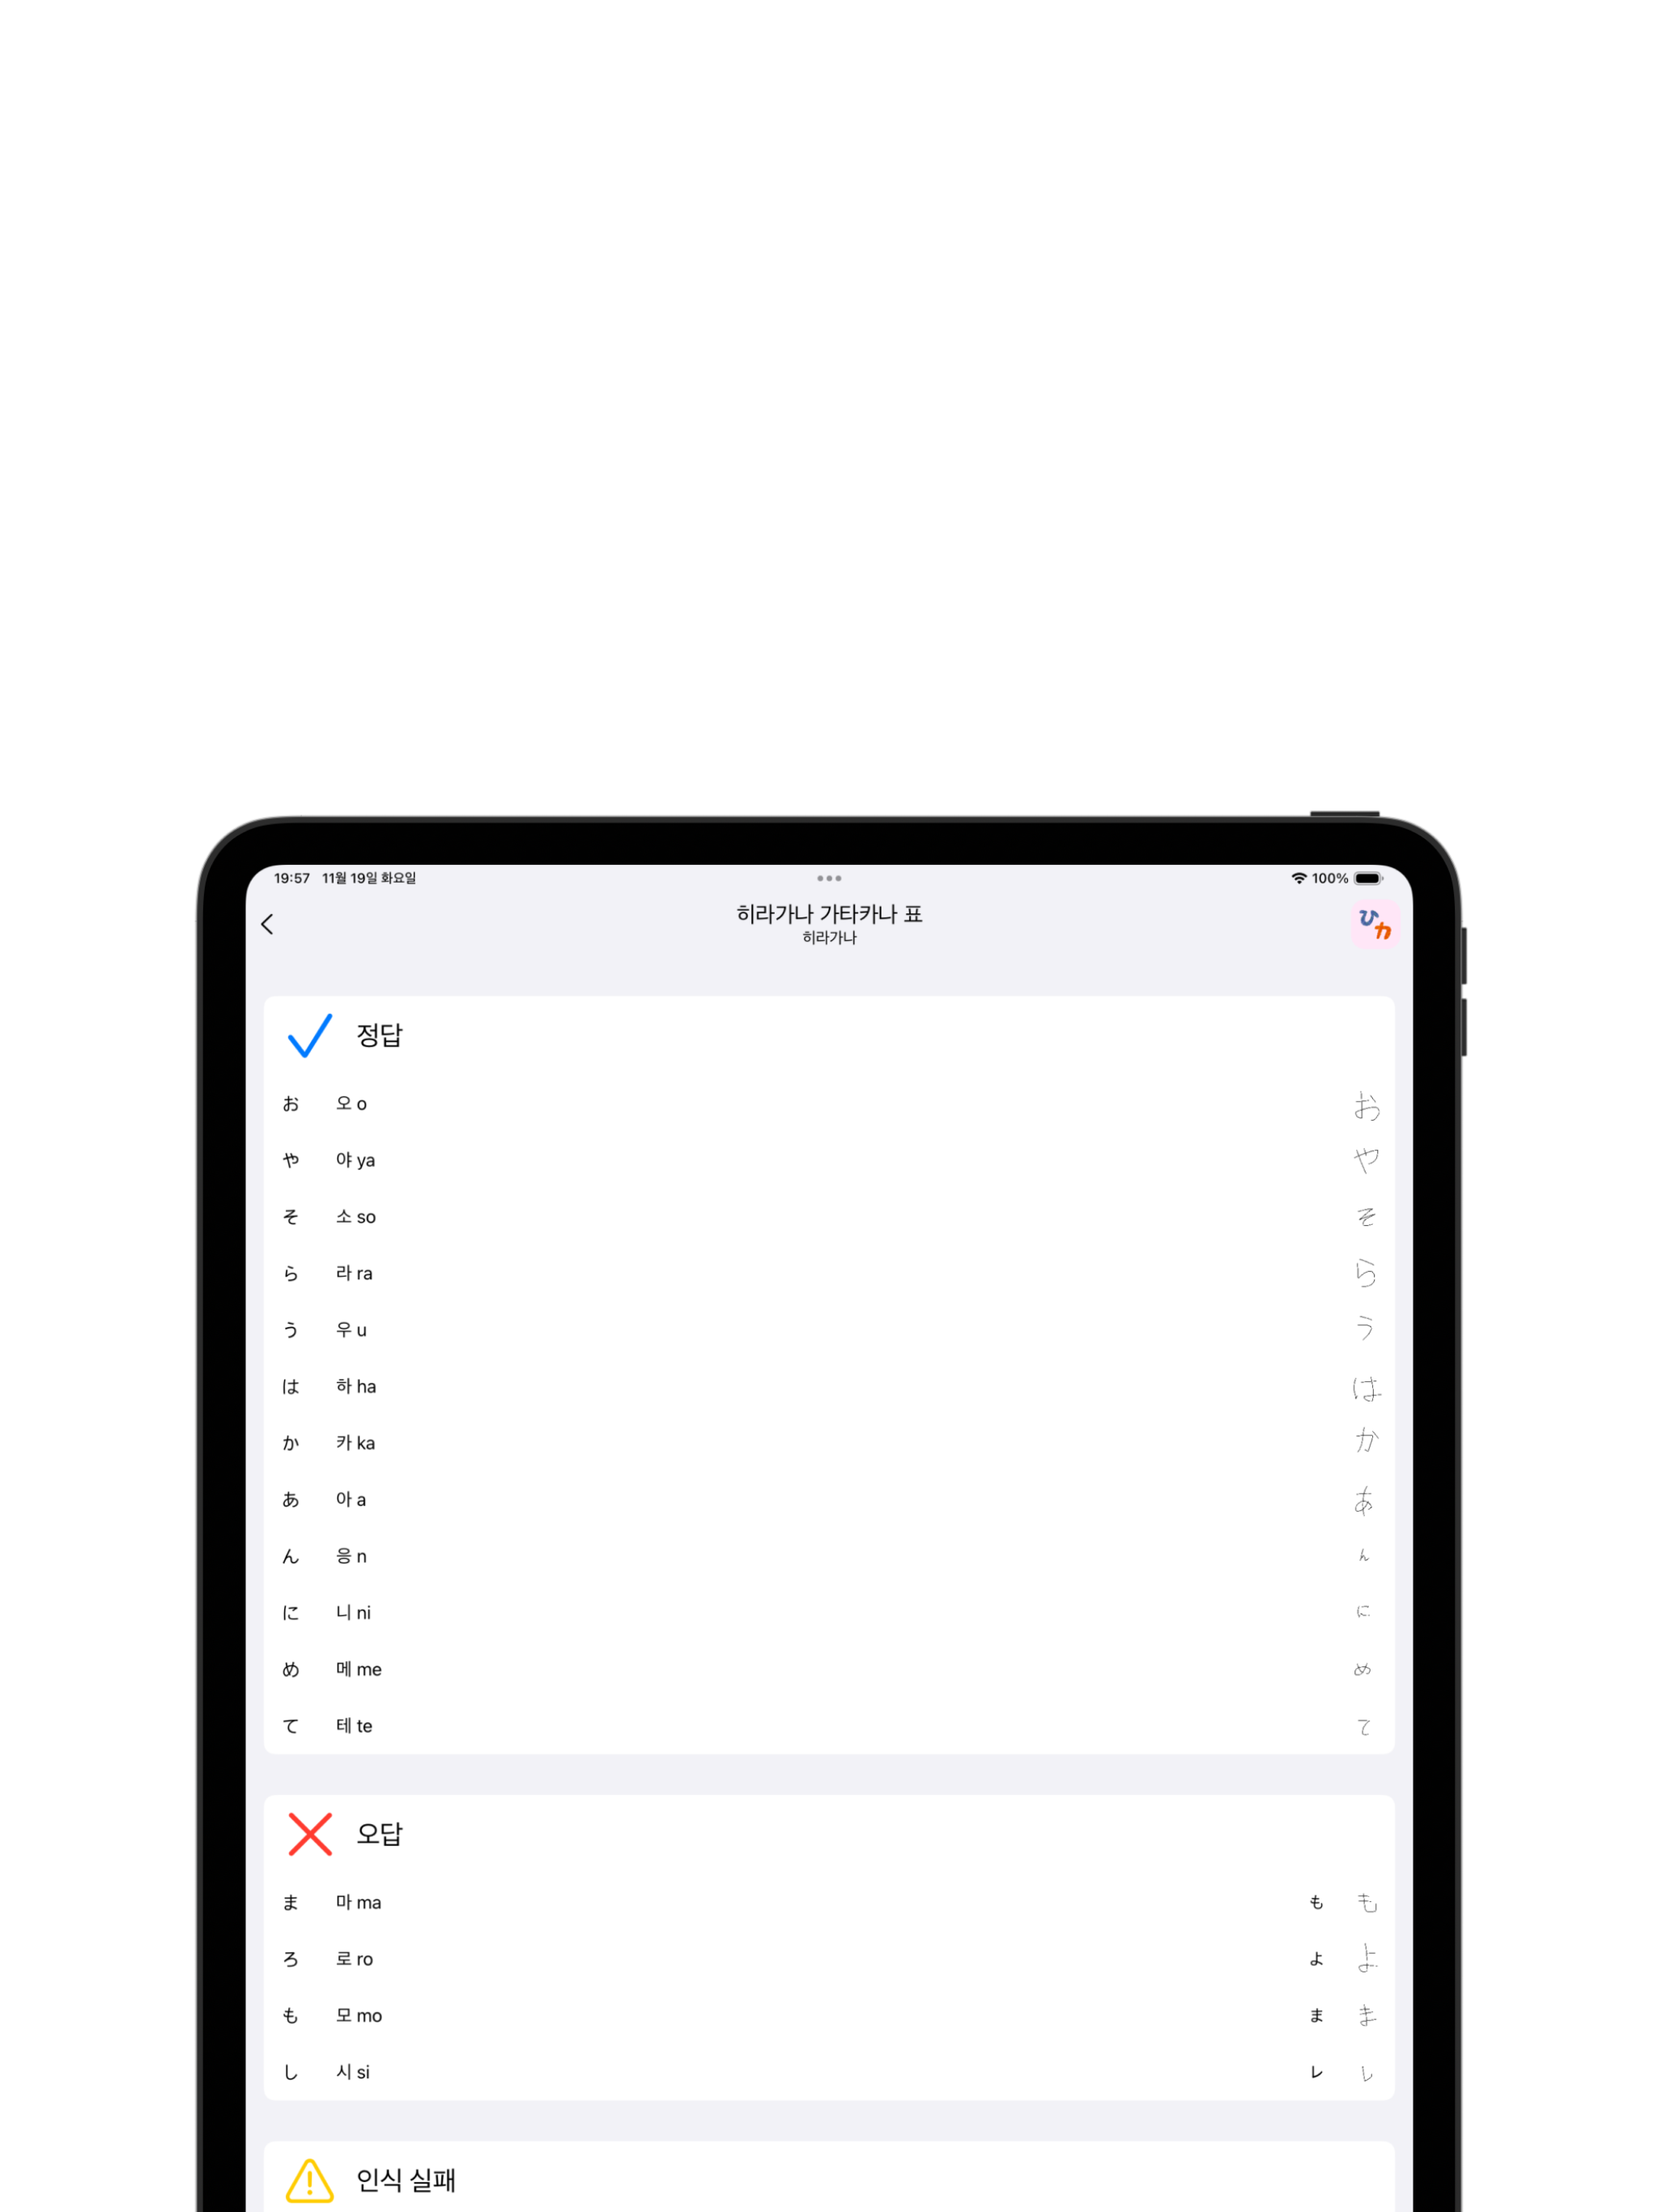 19:57 11월 19일 화요일
100%
히라가나 가타카나 표
히라가나
ひカ
정답
お 오 o お
や 야 ya や
そ 소 so そ
ら 라 ra ら
う 우 u う
は 하 ha は
か 카 ka か
あ 아 a あ
ん 응 n ん
に 니 ni に
め 메 me め
て 테 te て
오답
ま 마 ma も も
ろ 로 ro よ よ
も 모 mo ま ま
し 시 si レ し
인식 실패